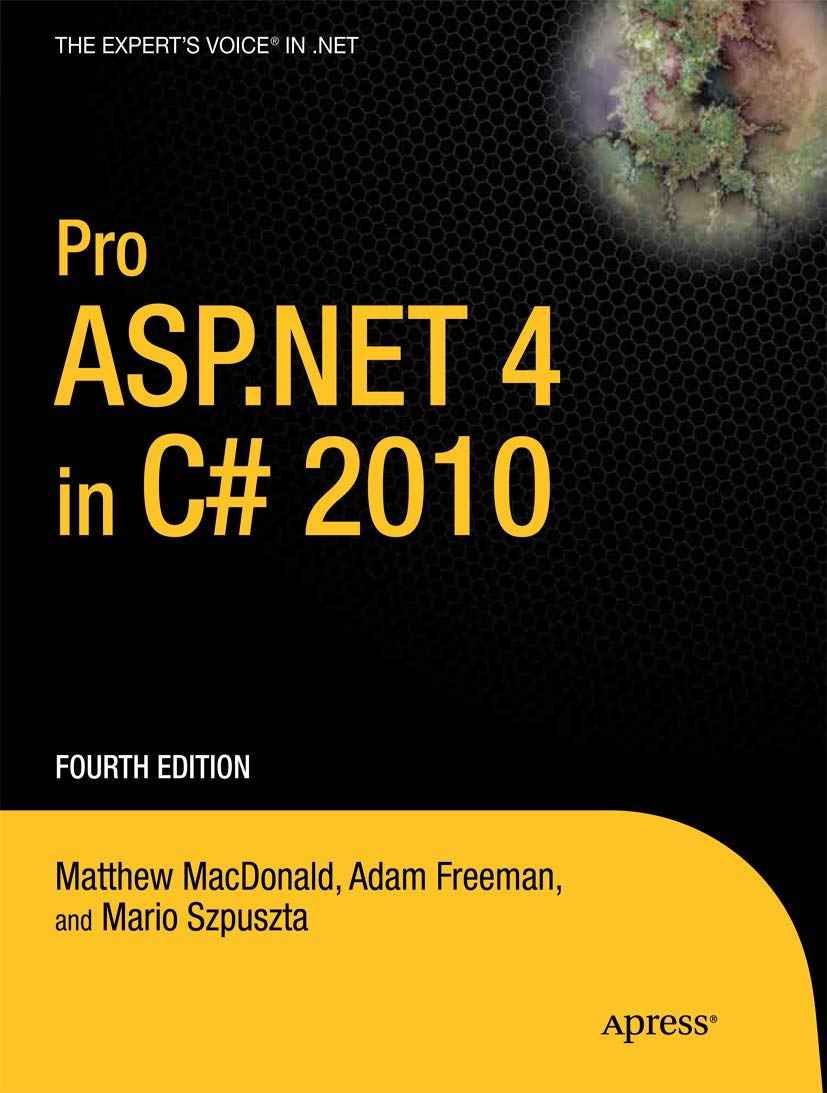 THE EXPERT'S VOICE® IN .NET
Pro
ASP.NET 4
in C# 2010
FOURTH EDITION
Matthew MacDonald, Adam Freeman,
and Mario Szpuszta
Apress®